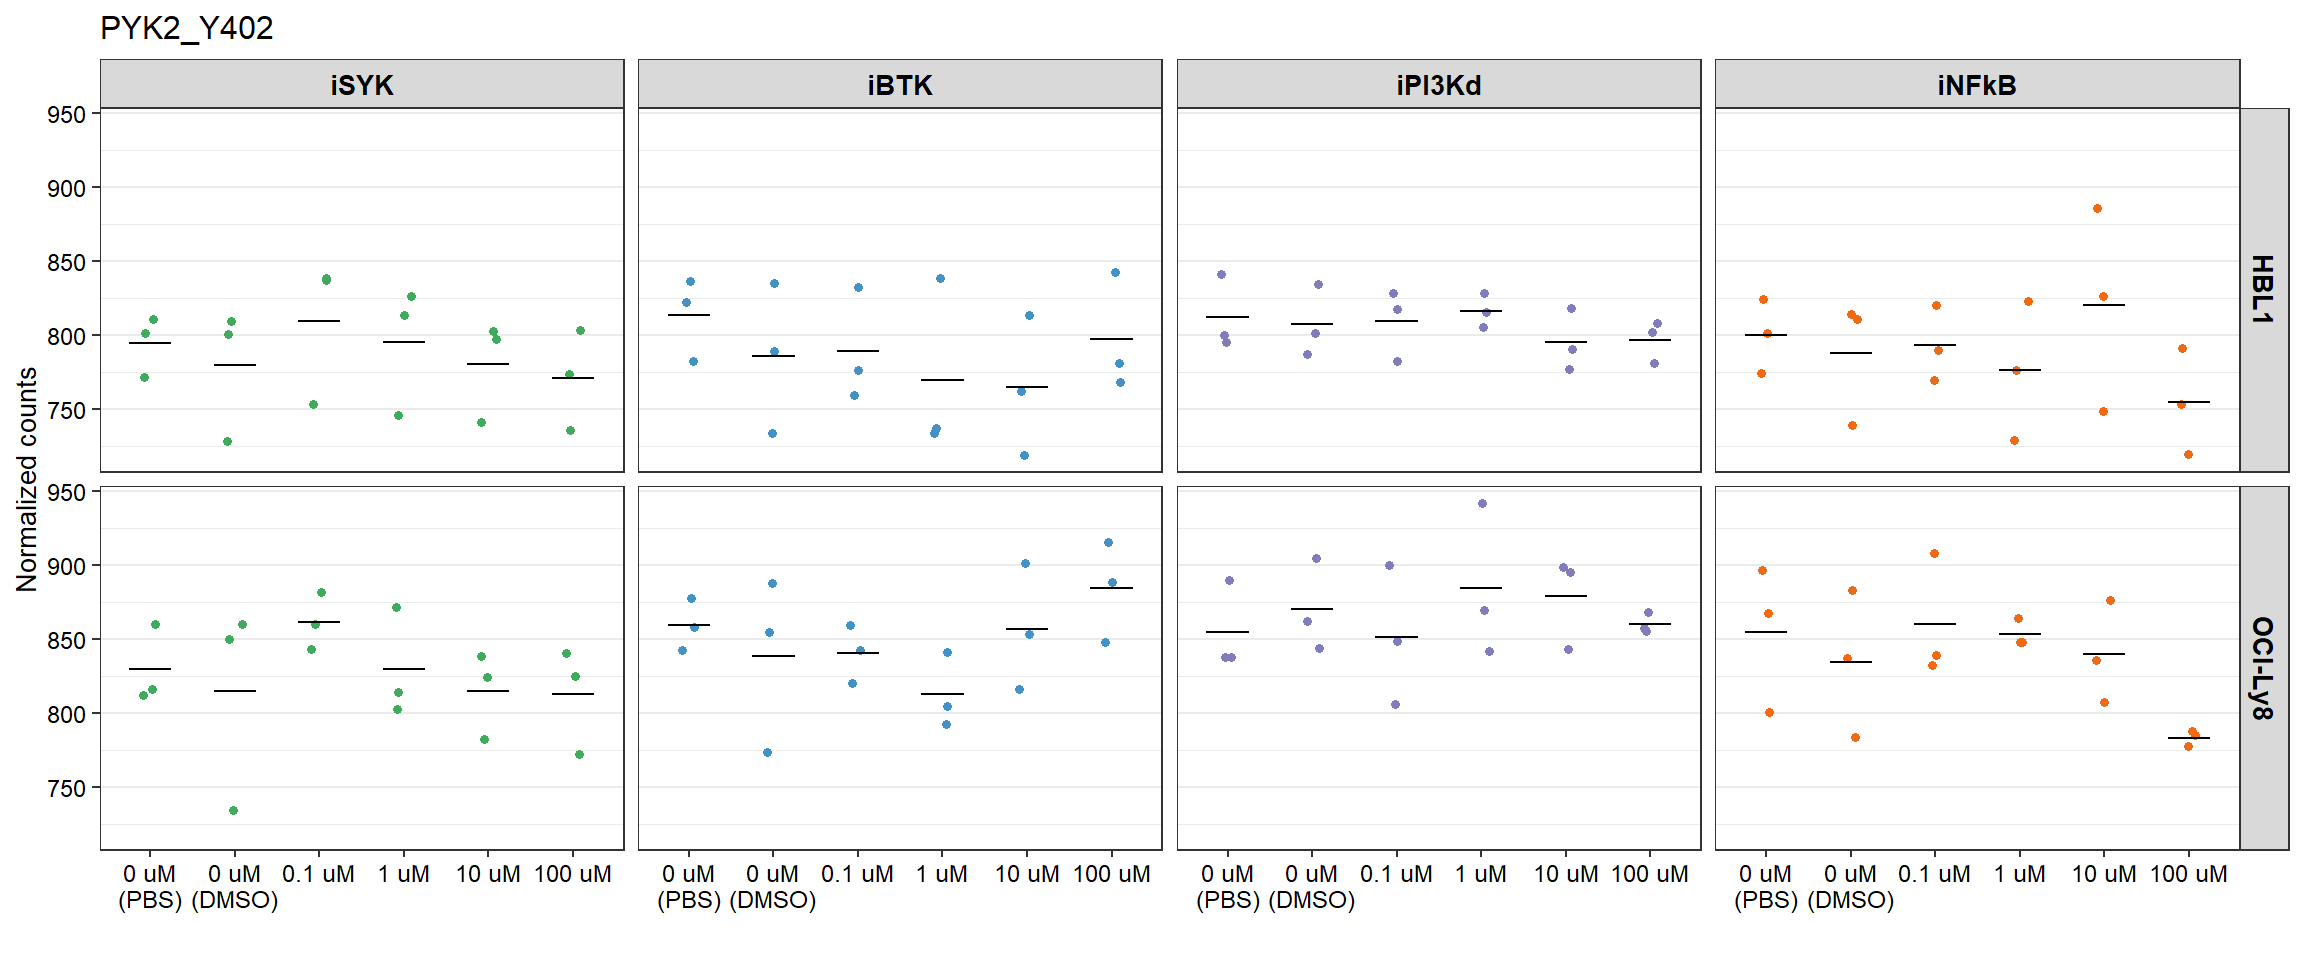 PYK2_Y402
iSYK
iBTK
iPI3Kd
iNFkB
950
900
850
800
750
HBL1
Normalized counts
950
900
850
800
750
OCI-Ly8
0 uM (PBS)
0 uM (DMSO)
0.1 uM
1 uM
10 uM
100 uM
0 uM (PBS)
0 uM (DMSO)
0.1 uM
1 uM
10 uM
100 uM
0 uM (PBS)
0 uM (DMSO)
0.1 uM
1 uM
10 uM
100 uM
0 uM (PBS)
0 uM (DMSO)
0.1 uM
1 uM
10 uM
100 uM